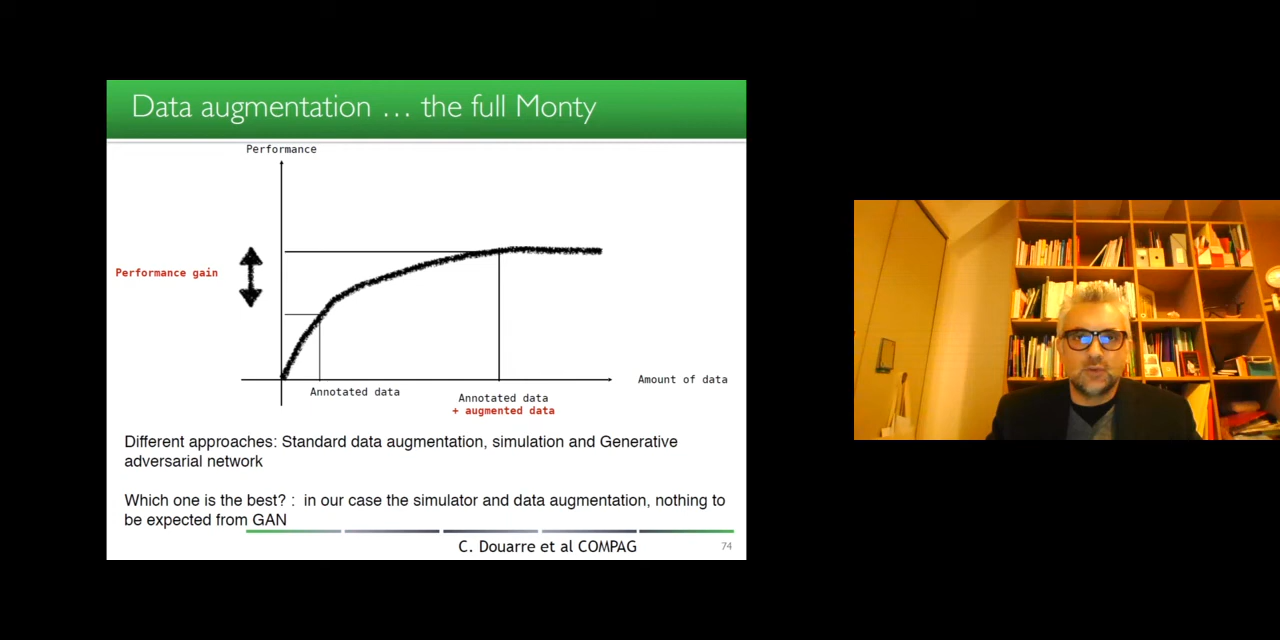 Data augmentation … the full Monty
Performance
Performance gain
Amount of data
Annotated data
Annotated data
+ augmented data
Different approaches: Standard data augmentation, simulation and Generative
adversarial network
Which one is the best? : in our case the simulator and data augmentation, nothing to
be expected from GAN
C. Douarre et al COMPAG
74